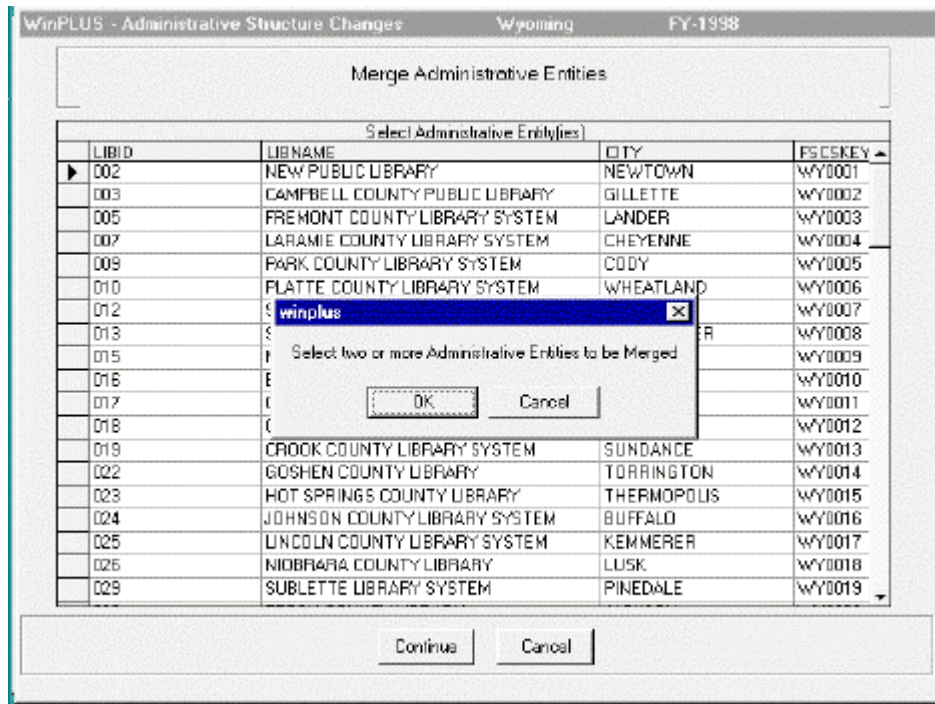 WinPLUS - Administrative Structure Changes Wyoming FY-1998
Merge Administrative Entities
Select Administrative Entity(ies)
LIBID LIBNAME CITY FSCSKEY
002 NEW PUBLIC LIBRARY NEWTOWN WY0001
003 CAMPBELL COUNTY PUBLIC LIBRARY GILLETTE WY0002
005 FREMONT COUNTY LIBRARY SYSTEM LANDER WY0003
007 LARAMIE COUNTY LIBRARY SYSTEM CHEYENNE WY0004
009 PARK COUNTY LIBRARY SYSTEM CODY WY0005
010 PLATTE COUNTY LIBRARY SYSTEM WHEATLAND WY0006
012 WY0007
013 WY0008
015 WY0009
016 WY0010
017 WY0011
018 WY0012
winplus
Select two or more Administrative Entities to be Merged
OK Cancel
019 CROOK COUNTY LIBRARY SYSTEM SUNDANCE WY0013
022 GOSHEN COUNTY LIBRARY TORRINGTON WY0014
023 HOT SPRINGS COUNTY LIBRARY THERMOPOLIS WY0015
024 JOHNSON COUNTY LIBRARY SYSTEM BUFFALO WY0016
025 LINCOLN COUNTY LIBRARY SYSTEM KEMMERER WY0017
026 NIOBRARA COUNTY LIBRARY LUSK WY0018
029 SUBLETTE LIBRARY SYSTEM PINEDALE WY0019
Continue Cancel